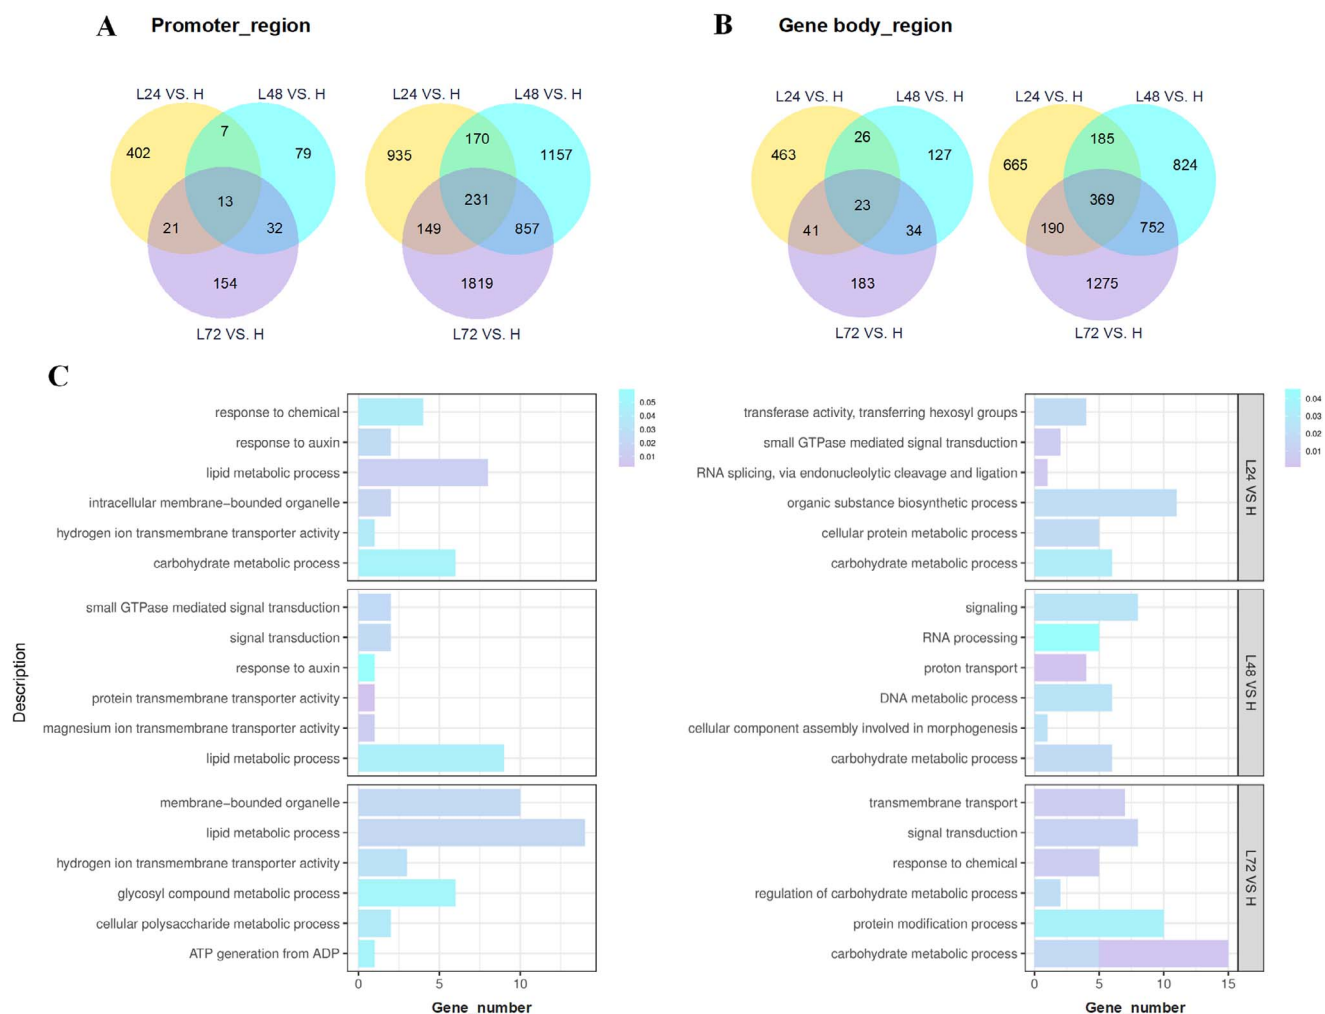 A Promoter_region
B Gene body_region
L24 VS. H L48 VS. H
7
402 79
13
21 32
154
L72 VS. H
L24 VS. H L48 VS. H
170
935 1157
231
149 857
1819
L72 VS. H
L24 VS. H L48 VS. H
26
463 127
23
41 34
183
L72 VS. H
L24 VS. H L48 VS. H
185
665 824
369
190 752
1275
L72 VS. H
C
Description
response to chemical
response to auxin
lipid metabolic process
intracellular membrane−bounded organelle
hydrogen ion transmembrane transporter activity
carbohydrate metabolic process
small GTPase mediated signal transduction
signal transduction
response to auxin
protein transmembrane transporter activity
magnesium ion transmembrane transporter activity
lipid metabolic process
membrane−bounded organelle
lipid metabolic process
hydrogen ion transmembrane transporter activity
glycosyl compound metabolic process
cellular polysaccharide metabolic process
ATP generation from ADP
0 5 10
Gene_number
0.05
0.04
0.03
0.02
0.01
transferase activity, transferring hexosyl groups
small GTPase mediated signal transduction
RNA splicing, via endonucleolytic cleavage and ligation
organic substance biosynthetic process
cellular protein metabolic process
carbohydrate metabolic process
L24 VS H
signaling
RNA processing
proton transport
DNA metabolic process
cellular component assembly involved in morphogenesis
carbohydrate metabolic process
L48 VS H
transmembrane transport
signal transduction
response to chemical
regulation of carbohydrate metabolic process
protein modification process
carbohydrate metabolic process
L72 VS H
0 5 10 15
Gene_number
0.04
0.03
0.02
0.01